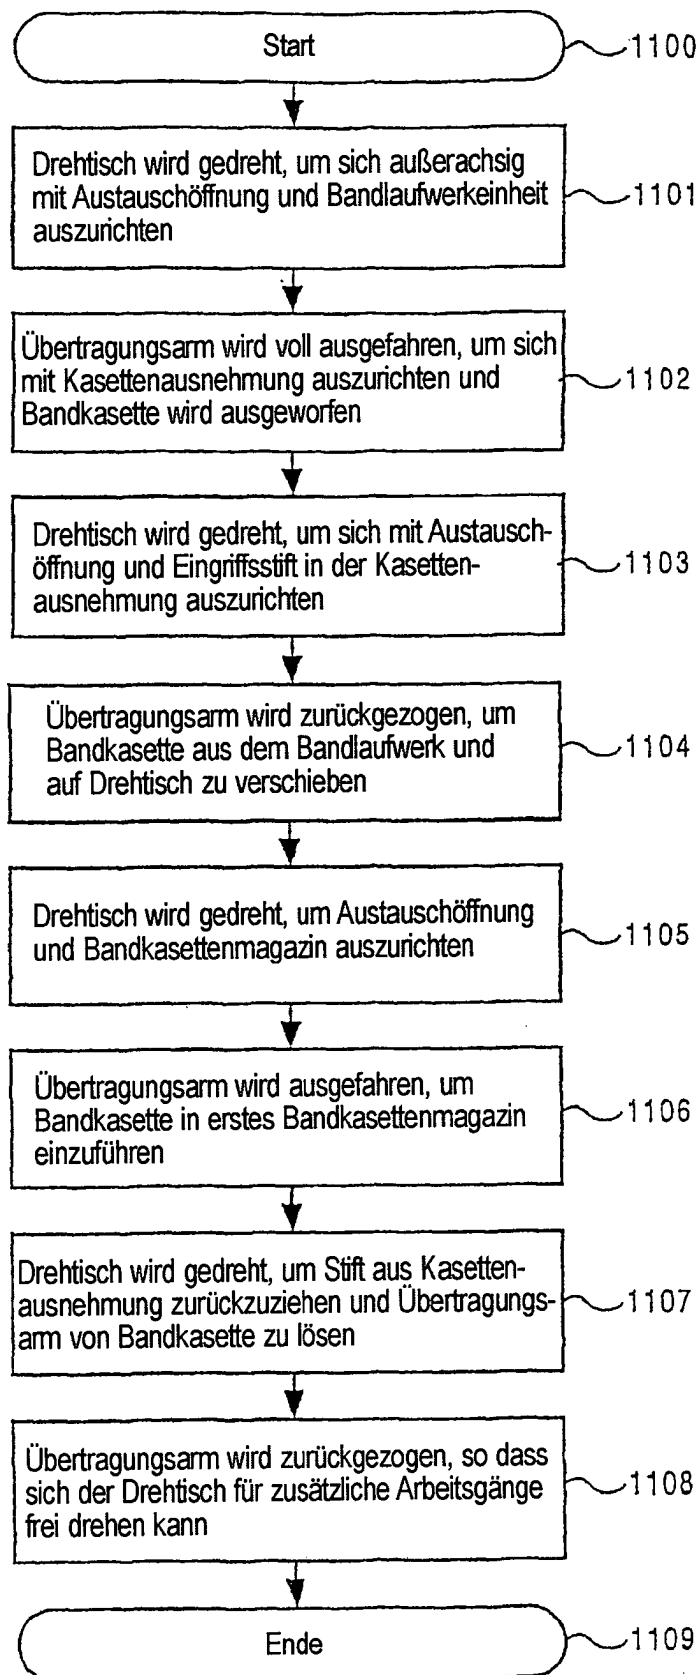 Start
1100
Drehtisch wird gedreht, um sich außerachsig
mit Austauschöffnung und Bandlaufwerkeinheit
auszurichten
1101
Übertragungsarm wird voll ausgefahren, um sich
mit Kasettenausnehmung auszurichten und
Bandkasette wird ausgeworfen
1102
Drehtisch wird gedreht, um sich mit Austausch-
öffnung und Eingriffsstift in der Kasetten-
ausnehmung auszurichten
1103
Übertragungsarm wird zurückgezogen, um
Bandkasette aus dem Bandlaufwerk und
auf Drehtisch zu verschieben
1104
Drehtisch wird gedreht, um Austauschöffnung
und Bandkasettenmagazin auszurichten
1105
Übertragungsarm wird ausgefahren, um
Bandkasette in erstes Bandkasettenmagazin
einzuführen
1106
Drehtisch wird gedreht, um Stift aus Kasetten-
ausnehmung zurückzuziehen und Übertragungs-
arm von Bandkasette zu lösen
1107
Übertragungsarm wird zurückgezogen, so dass
sich der Drehtisch für zusätzliche Arbeitsgänge
frei drehen kann
1108
Ende
1109